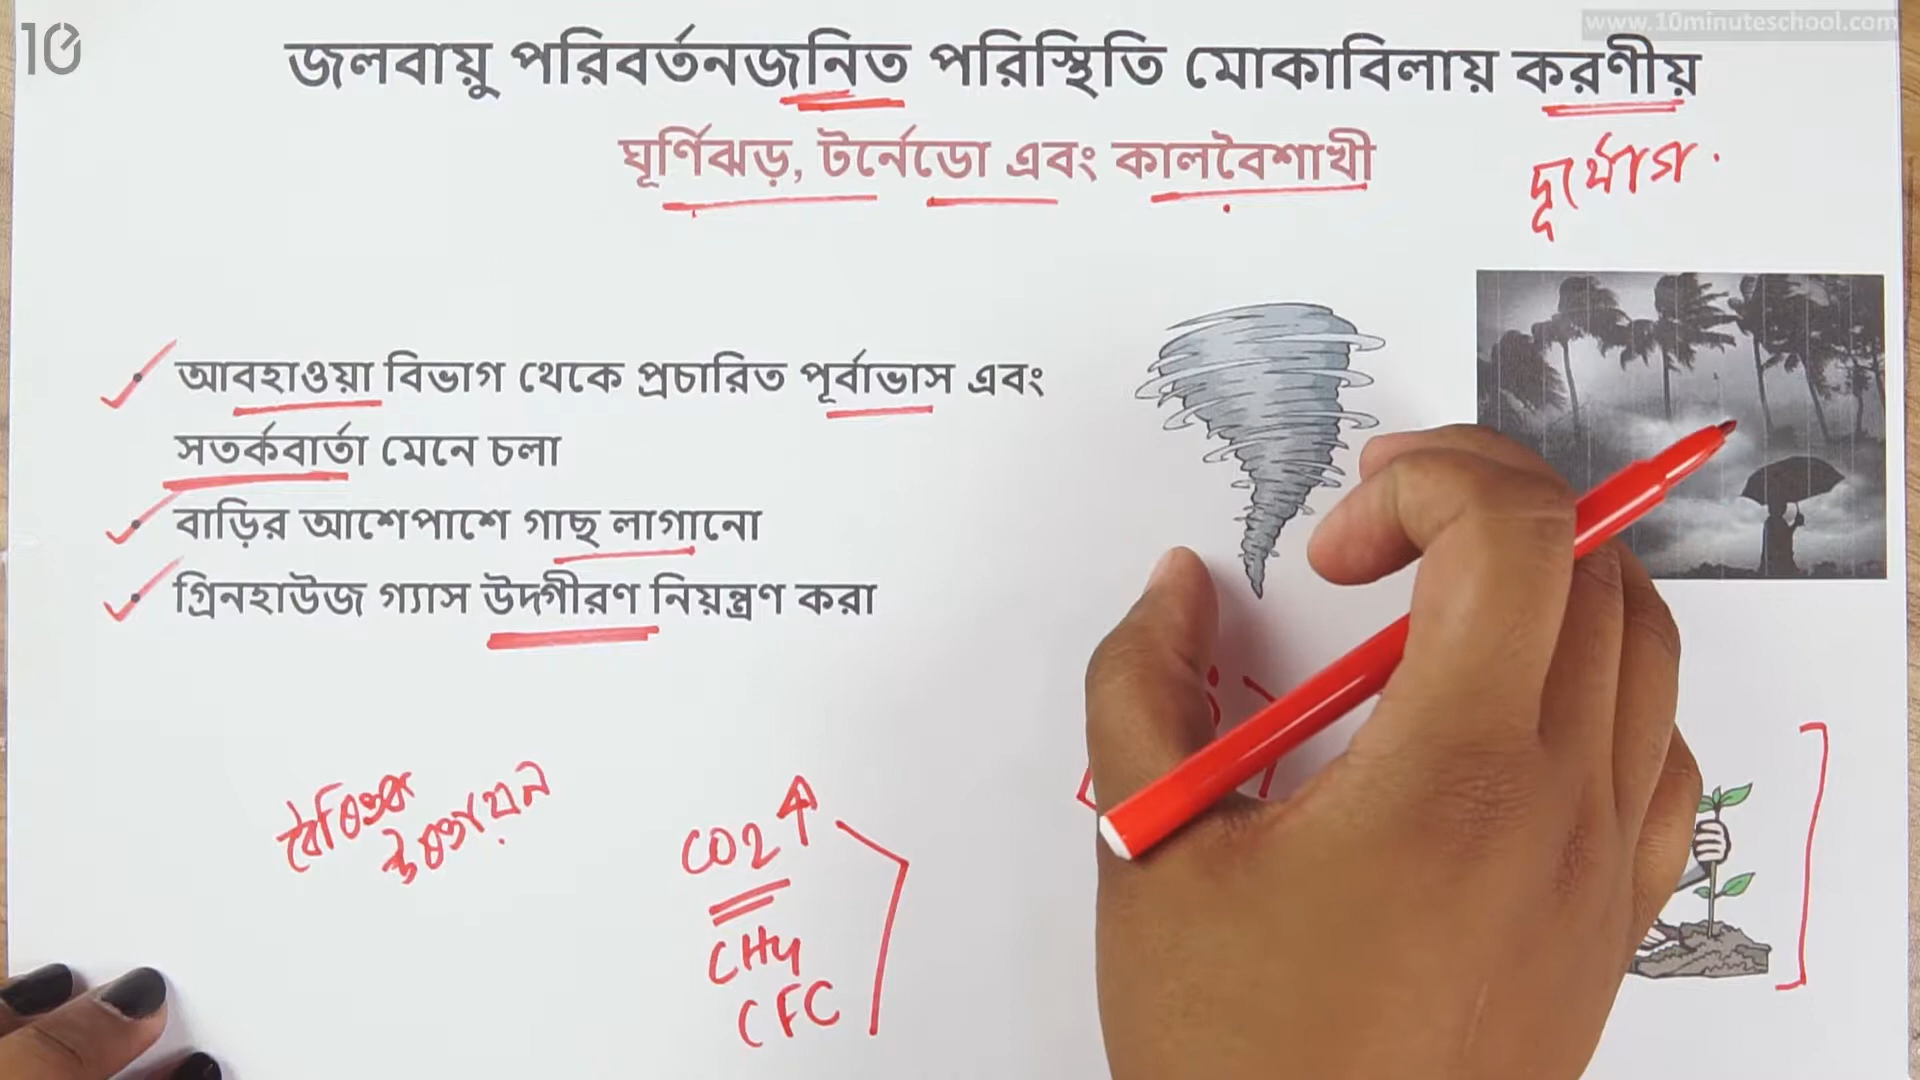 10
www.10minuteschool.com
জলবায়ু পরিবর্তনজনিত পরিস্থিতি মোকাবিলায় করণীয়
ঘূর্ণিঝড়, টর্নেডো এবং কালবৈশাখী
দুর্যোগ
• আবহাওয়া বিভাগ থেকে প্রচারিত পূর্বাভাস এবং
সতর্কবার্তা মেনে চলা
• বাড়ির আশেপাশে গাছ লাগানো
• গ্রিনহাউজ গ্যাস উদগীরণ নিয়ন্ত্রণ করা
বৈশ্বিক
উষ্ণায়ন
CO2
CH4
CFC